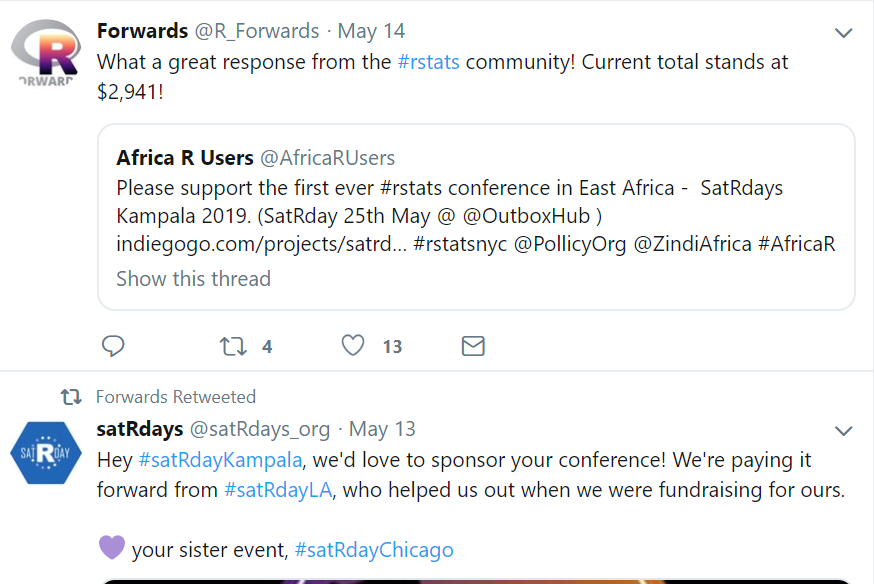 Forwards @R_Forwards · May 14
What a great response from the #rstats community! Current total stands at
$2,941!
Africa R Users @AfricaRUsers
Please support the first ever #rstats conference in East Africa -  SatRdays
Kampala 2019. (SatRday 25th May @ @OutboxHub )
indiegogo.com/projects/satrd... #rstatsnyc @PollicyOrg @ZindiAfrica #AfricaR
Show this thread
4 13
Forwards Retweeted
satRdays @satRdays_org · May 13
SATRDAY
Hey #satRdayKampala, we'd love to sponsor your conference! We're paying it
forward from #satRdayLA, who helped us out when we were fundraising for ours.
💜 your sister event, #satRdayChicago